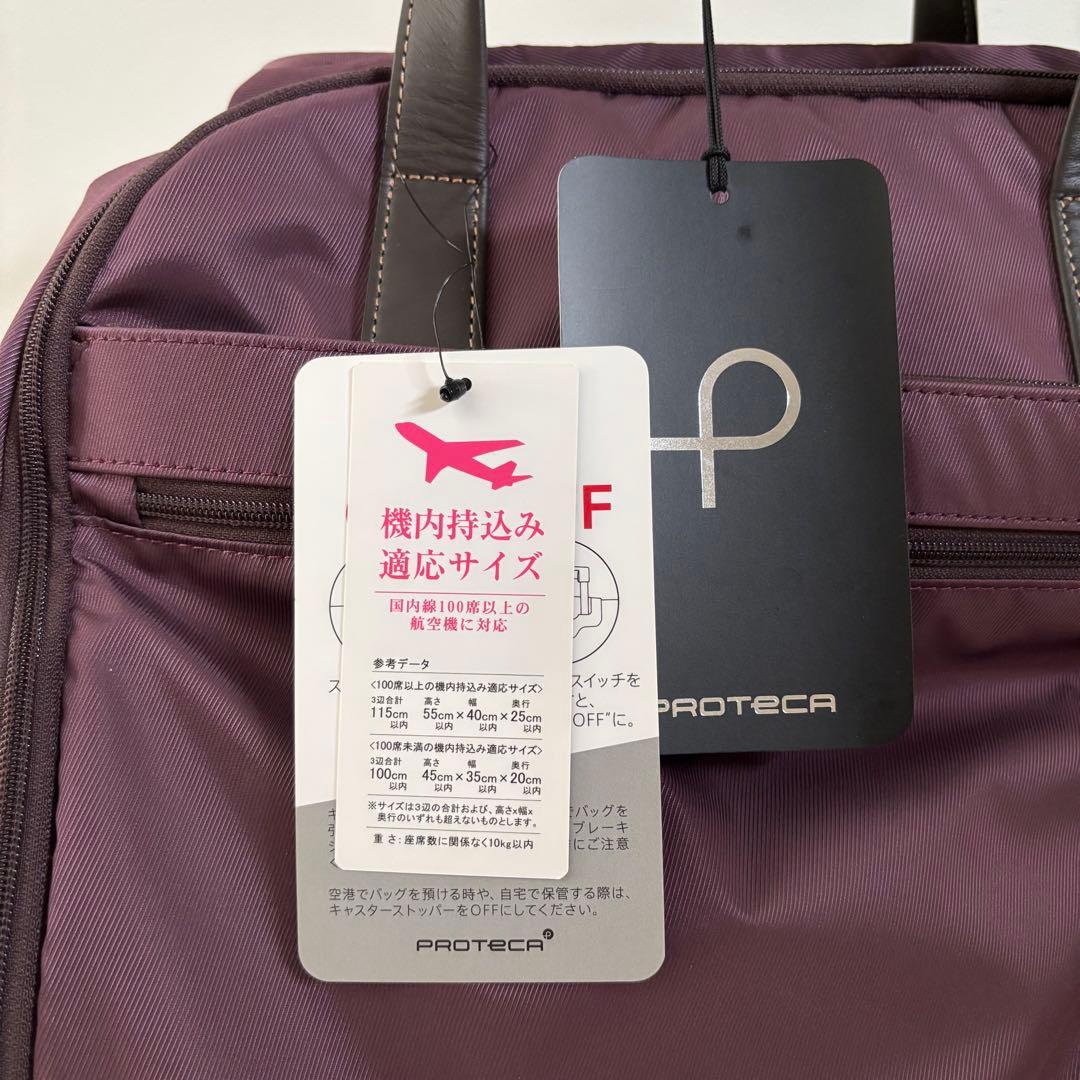 機内持込み
適応サイズ
国内線100席以上の
航空機に対応
参考データ
<100席以上の機内持込み適応サイズ>
3辺合計 高さ 幅 奥行
115cm 55cm×40cm×25cm
以内 以内 以内 以内
<100席未満の機内持込み適応サイズ>
3辺合計 高さ 幅 奥行
100cm 45cm×35cm×20cm
以内 以内 以内 以内
※サイズは3辺の合計および、高さx幅x
奥行のいずれも超えないものとします。
重さ:座席数に関係なく10kg以内
F
ス
スイッチを
と、
OFF"に。
でバッグを
ブレーキ
にご注意
空港でバッグを預ける時や、自宅で保管する際は、
キャスターストッパーをOFFにしてください。
PROTECA
PROTECA